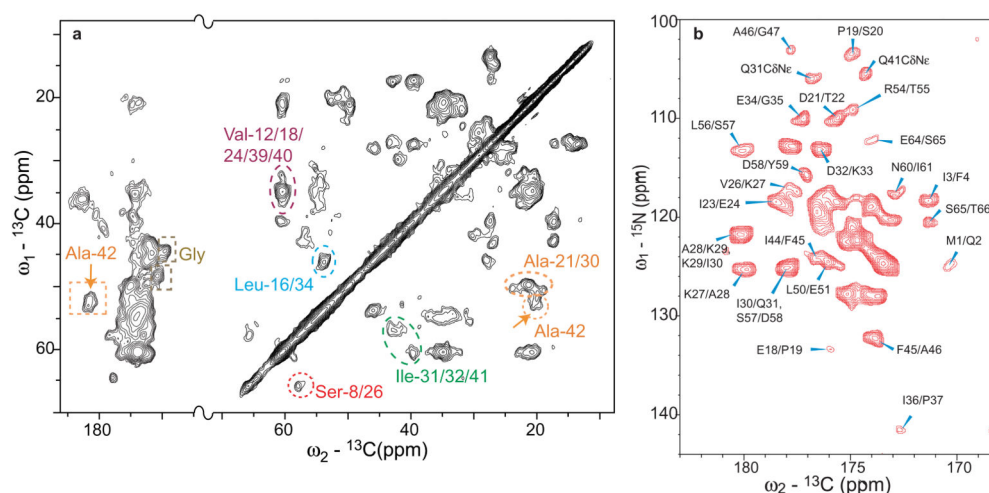 a
20
40
60
ω₁ - ¹³C (ppm)
180
60
50
40
30
20
10
ω₂ - ¹³C(ppm)
Val-12/18/
24/39/40
Ala-42
Gly
Leu-16/34
Ala-21/30
Ala-42
Ile-31/32/41
Ser-8/26
b
100
110
120
130
140
ω₁ - ¹⁵N (ppm)
180
175
170
ω₂ - ¹³C (ppm)
A46/G47
P19/S20
Q31CδNε
Q41CδNε
E34/G35
D21/T22
R54/T55
L56/S57
E64/S65
D58/Y59
D32/K33
N60/I61
V26/K27
I3/F4
I23/E24
S65/T66
A28/K29
K29/I30
I44/F45
M1/Q2
K27/A28
L50/E51
I30/Q31,
S57/D58
E18/P19
F45/A46
I36/P37